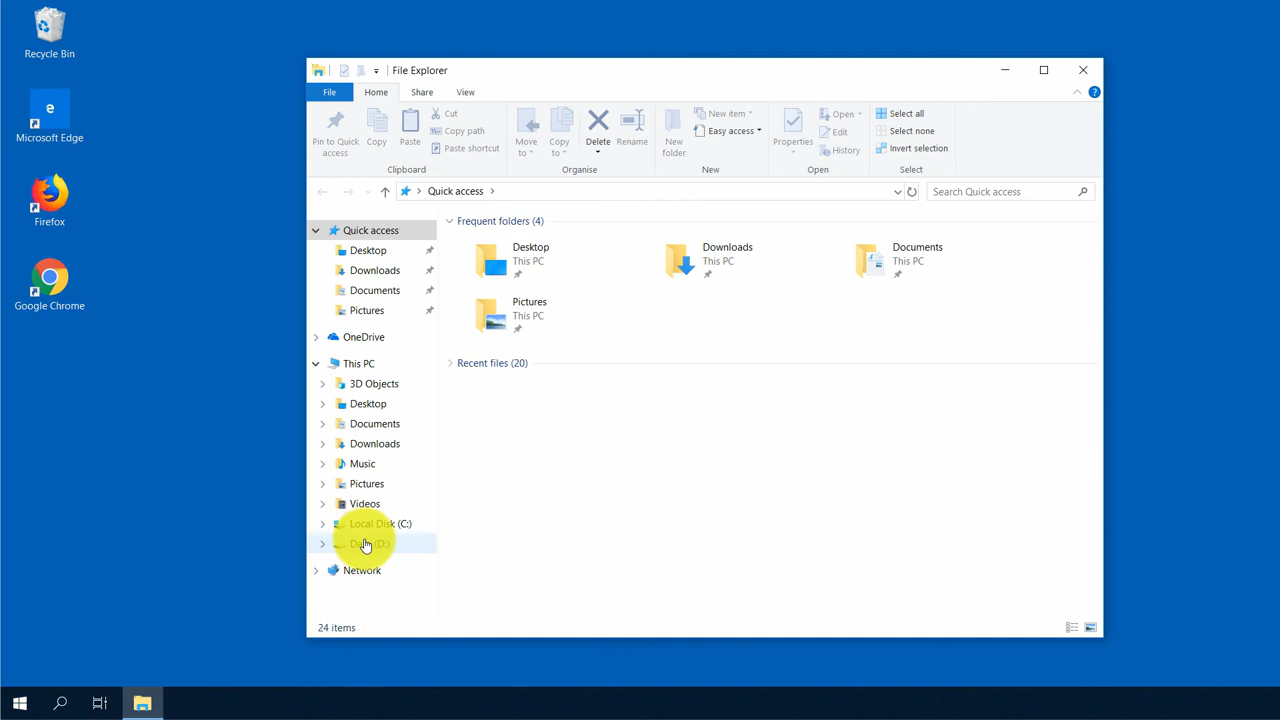 Recycle Bin
Microsoft Edge
Firefox
Google Chrome
File Explorer
File Home Share View
Pin to Quick access
Copy
Paste
Cut
Copy path
Paste shortcut
Clipboard
Move to
Copy to
Delete
Rename
Organise
New folder
New item
Easy access
New
Properties
Open
Edit
History
Open
Select all
Select none
Invert selection
Select
Quick access
Search Quick access
Quick access
Desktop
Downloads
Documents
Pictures
OneDrive
This PC
3D Objects
Desktop
Documents
Downloads
Music
Pictures
Videos
Local Disk (C:)
(D:)
Network
Frequent folders (4)
Desktop
This PC
Downloads
This PC
Documents
This PC
Pictures
This PC
Recent files (20)
24 items